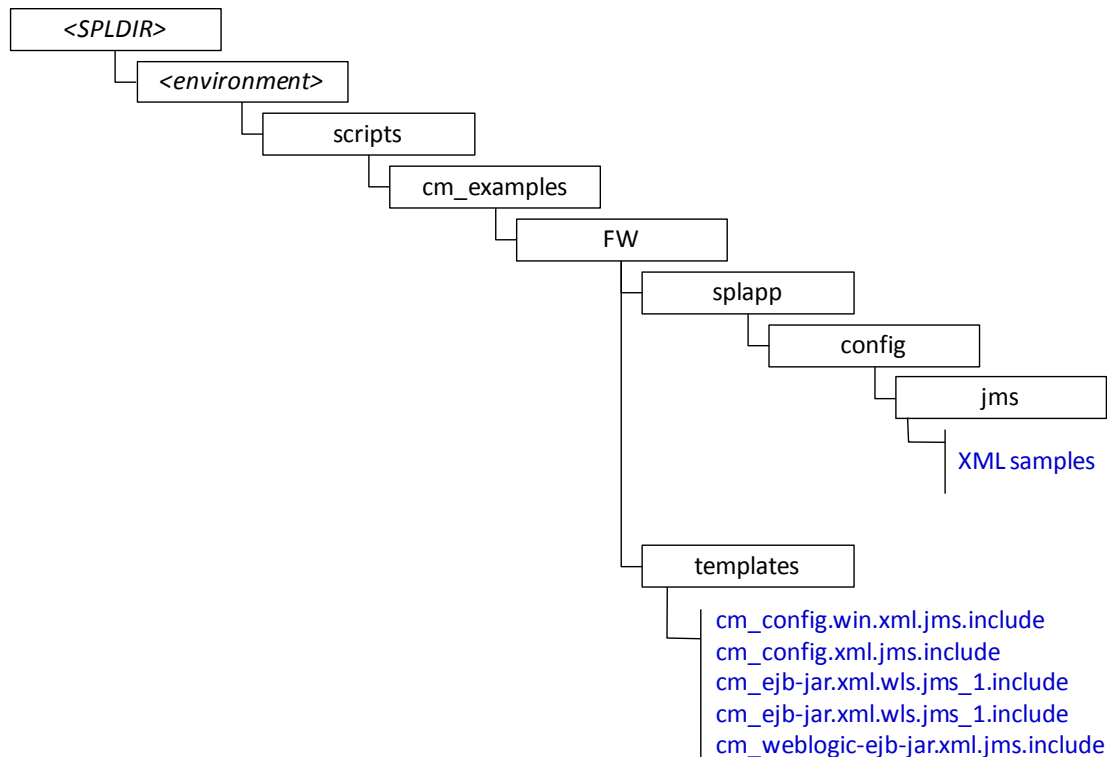 <SPLDIR>
<environment>
scripts
cm_examples
FW
splapp
config
jms
XML samples
templates
cm_config.win.xml.jms.include
cm_config.xml.jms.include
cm_ejb-jar.xml.wls.jms_1.include
cm_ejb-jar.xml.wls.jms_1.include
cm_weblogic-ejb-jar.xml.jms.include